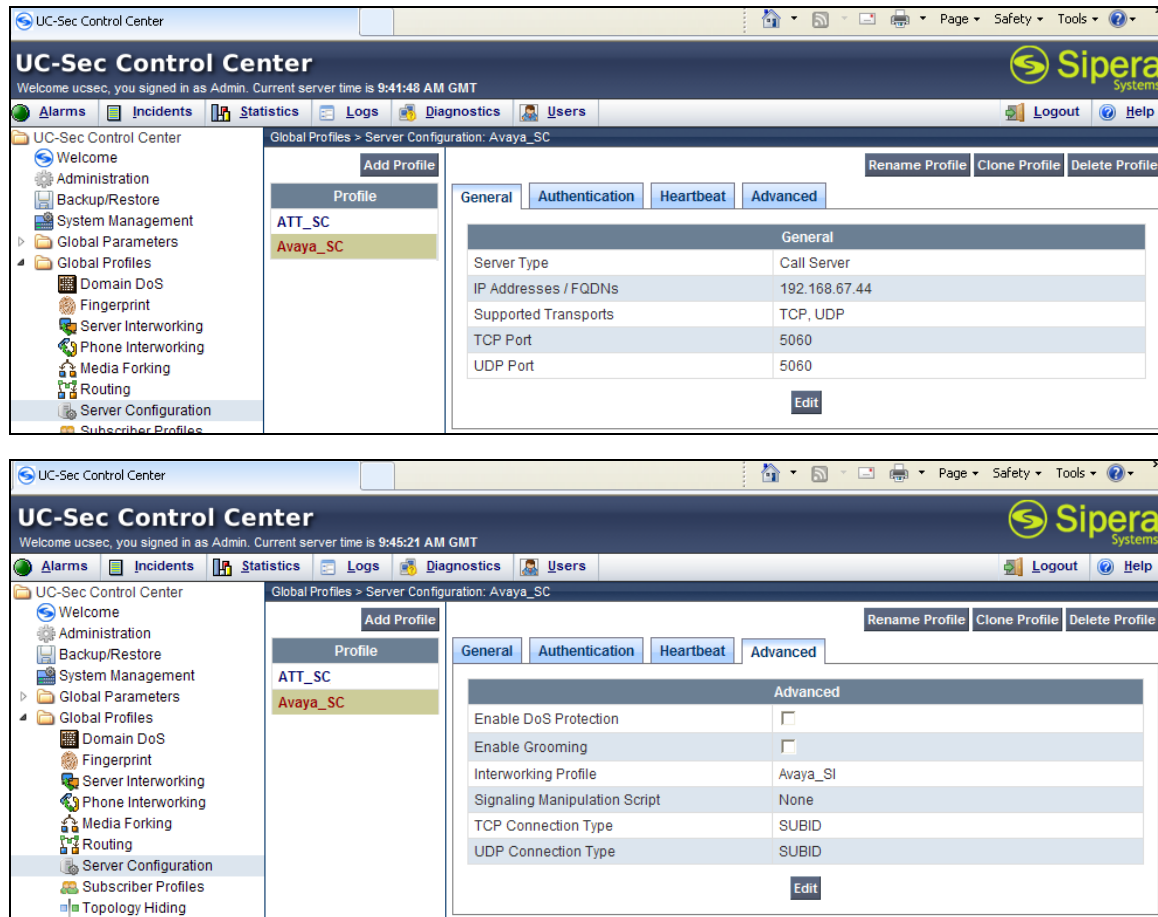 UC-Sec Control Center
Page Safety Tools
UC-Sec Control Center
Sipera
Systems
Welcome ucsec, you signed in as Admin. Current server time is 9:41:48 AM GMT
Alarms Incidents Statistics Logs Diagnostics Users Logout Help
UC-Sec Control Center
Welcome
Administration
Backup/Restore
System Management
Global Parameters
Global Profiles
Domain DoS
Fingerprint
Server Interworking
Phone Interworking
Media Forking
Routing
Server Configuration
Subscriber Profiles
Global Profiles > Server Configuration: Avaya_SC
Add Profile
Rename Profile Clone Profile Delete Profile
Profile
ATT_SC
Avaya_SC
General Authentication Heartbeat Advanced
General
Server Type Call Server
IP Addresses / FQDNs 192.168.67.44
Supported Transports TCP, UDP
TCP Port 5060
UDP Port 5060
Edit
UC-Sec Control Center
Page Safety Tools
UC-Sec Control Center
Sipera
Systems
Welcome ucsec, you signed in as Admin. Current server time is 9:45:21 AM GMT
Alarms Incidents Statistics Logs Diagnostics Users Logout Help
UC-Sec Control Center
Welcome
Administration
Backup/Restore
System Management
Global Parameters
Global Profiles
Domain DoS
Fingerprint
Server Interworking
Phone Interworking
Media Forking
Routing
Server Configuration
Subscriber Profiles
Topology Hiding
Global Profiles > Server Configuration: Avaya_SC
Add Profile
Rename Profile Clone Profile Delete Profile
Profile
ATT_SC
Avaya_SC
General Authentication Heartbeat Advanced
Advanced
Enable DoS Protection
Enable Grooming
Interworking Profile Avaya_SI
Signaling Manipulation Script None
TCP Connection Type SUBID
UDP Connection Type SUBID
Edit